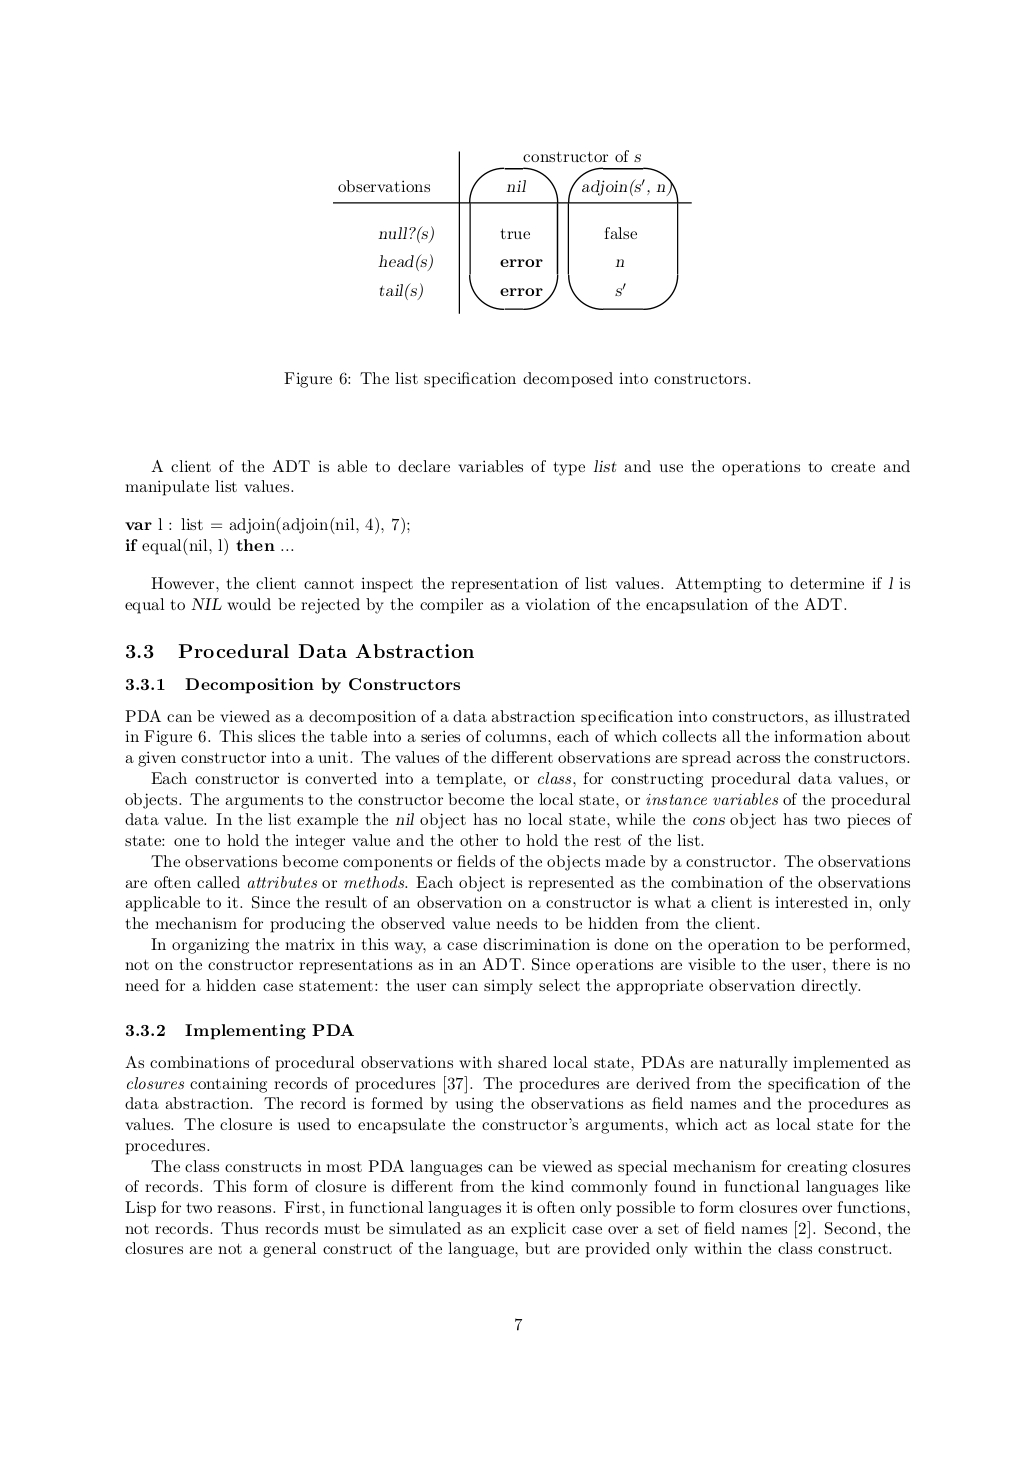 constructor of s
observations nil adjoin(s′, n)
null?(s) true false
head(s) error n
tail(s) error s′
Figure 6: The list specification decomposed into constructors.
A client of the ADT is able to declare variables of type list and use the operations to create and
manipulate list values.
var l : list = adjoin(adjoin(nil, 4), 7);
if equal(nil, l) then ...
However, the client cannot inspect the representation of list values. Attempting to determine if l is
equal to NIL would be rejected by the compiler as a violation of the encapsulation of the ADT.
3.3 Procedural Data Abstraction
3.3.1 Decomposition by Constructors
PDA can be viewed as a decomposition of a data abstraction specification into constructors, as illustrated
in Figure 6. This slices the table into a series of columns, each of which collects all the information about
a given constructor into a unit. The values of the different observations are spread across the constructors.
Each constructor is converted into a template, or class, for constructing procedural data values, or
objects. The arguments to the constructor become the local state, or instance variables of the procedural
data value. In the list example the nil object has no local state, while the cons object has two pieces of
state: one to hold the integer value and the other to hold the rest of the list.
The observations become components or fields of the objects made by a constructor. The observations
are often called attributes or methods. Each object is represented as the combination of the observations
applicable to it. Since the result of an observation on a constructor is what a client is interested in, only
the mechanism for producing the observed value needs to be hidden from the client.
In organizing the matrix in this way, a case discrimination is done on the operation to be performed,
not on the constructor representations as in an ADT. Since operations are visible to the user, there is no
need for a hidden case statement: the user can simply select the appropriate observation directly.
3.3.2 Implementing PDA
As combinations of procedural observations with shared local state, PDAs are naturally implemented as
closures containing records of procedures [37]. The procedures are derived from the specification of the
data abstraction. The record is formed by using the observations as field names and the procedures as
values. The closure is used to encapsulate the constructor's arguments, which act as local state for the
procedures.
The class constructs in most PDA languages can be viewed as special mechanism for creating closures
of records. This form of closure is different from the kind commonly found in functional languages like
Lisp for two reasons. First, in functional languages it is often only possible to form closures over functions,
not records. Thus records must be simulated as an explicit case over a set of field names [2]. Second, the
closures are not a general construct of the language, but are provided only within the class construct.
7